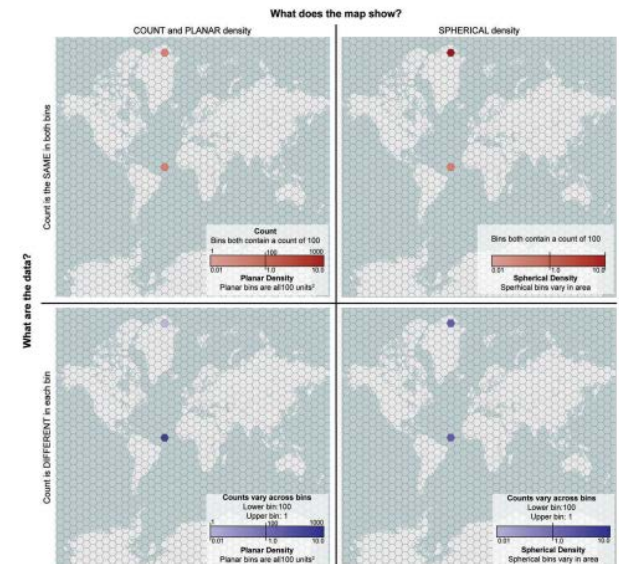 What does the map show?
COUNT and PLANAR density
SPHERICAL density
What are the data?
Count is the SAME in both bins
Count
Bins both contain a count of 100
1 100 1000
0.01 1.0 10.0
Planar Density
Planar bins are all100 units²
Bins both contain a count of 100
0.01 1.0 10.0
Spherical Density
Sperhical bins vary in area
Count is DIFFERENT in each bin
Counts vary across bins
Lower bin:100
Upper bin: 1
1 100 1000
0.01 1.0 10.0
Planar Density
Planar bins are all100 units²
Counts vary across bins
Lower bin:100
Upper bin: 1
0.01 1.0 10.0
Spherical Density
Spherical bins vary in area